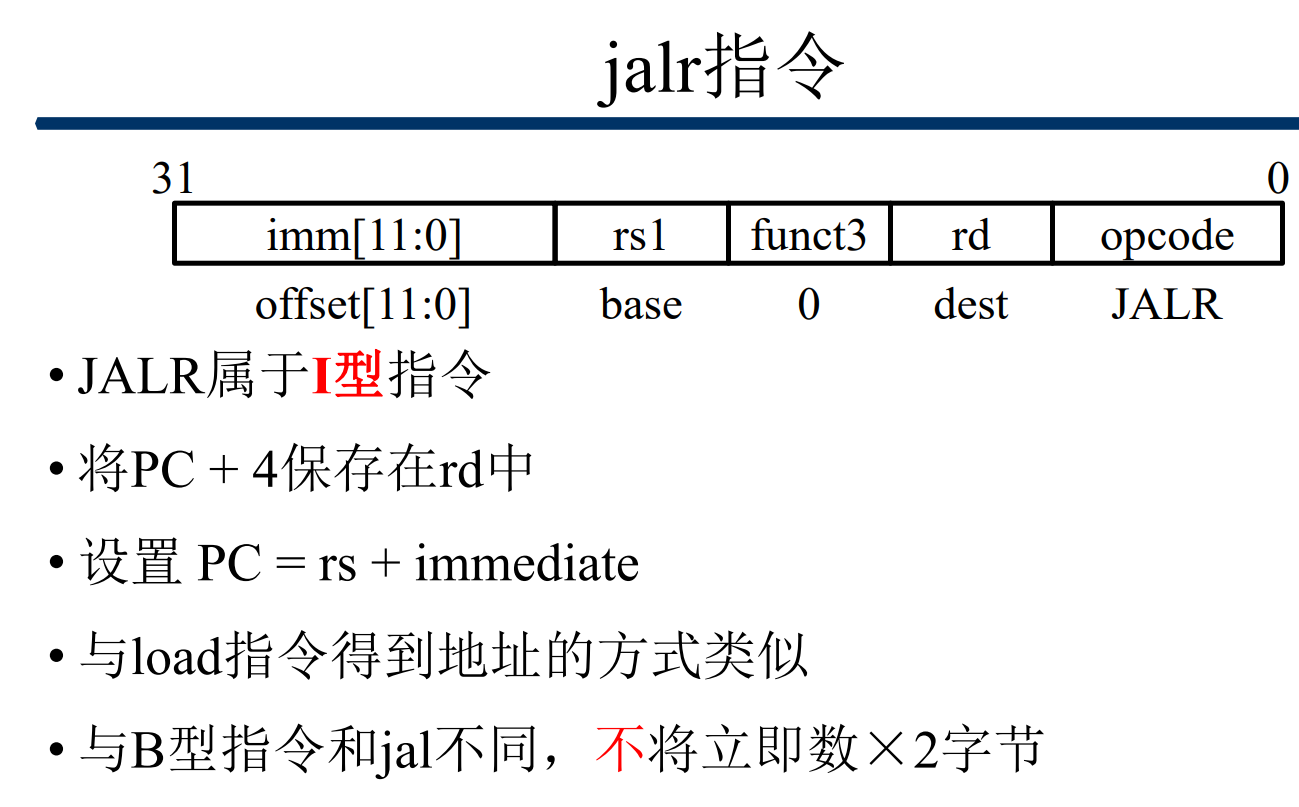 jalr指令
31 0
imm[11:0] rs1 funct3 rd opcode
offset[11:0] base 0 dest JALR
• JALR属于I型指令
• 将PC + 4保存在rd中
• 设置 PC = rs + immediate
• 与load指令得到地址的方式类似
• 与B型指令和jal不同，不将立即数×2字节